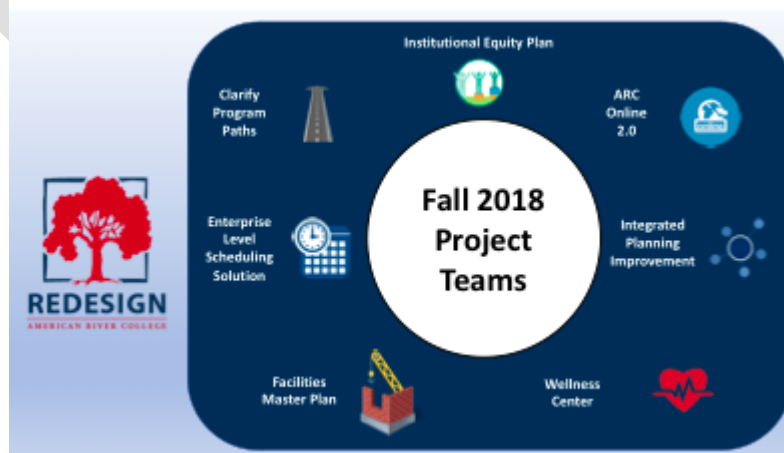 Institutional Equity Plan
Clarify
Program
Paths
ARC
Online
2.0
Fall 2018
Project
Teams
Enterprise
Level
Scheduling
Solution
Integrated
Planning
Improvement
REDESIGN
AMERICAN RIVER COLLEGE
Facilities
Master Plan
Wellness
Center